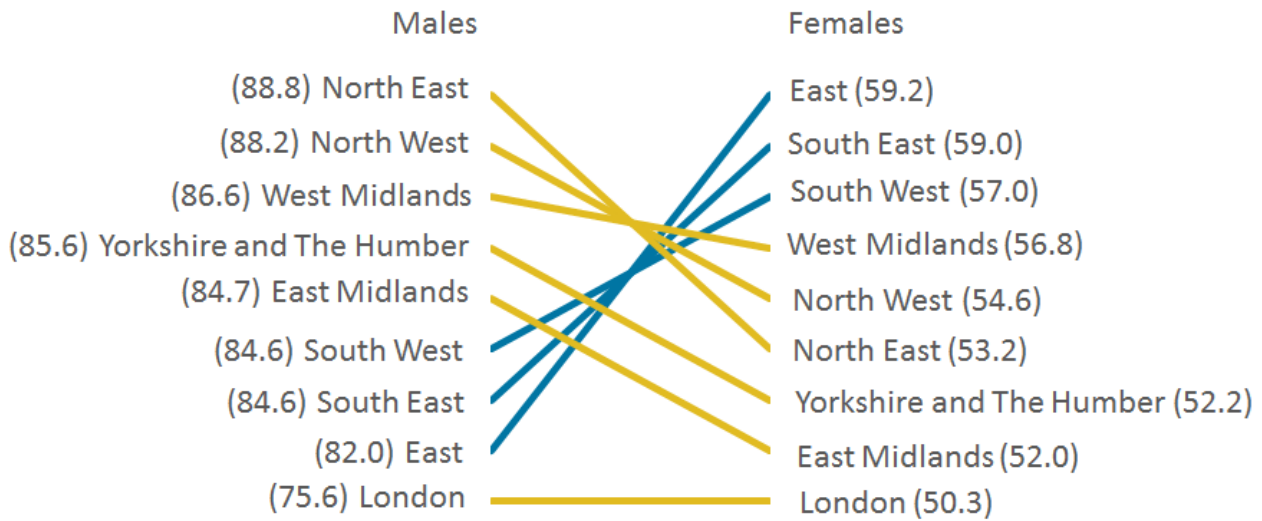 Males
Females
(88.8) North East
East (59.2)
(88.2) North West
South East (59.0)
(86.6) West Midlands
South West (57.0)
(85.6) Yorkshire and The Humber
West Midlands (56.8)
(84.7) East Midlands
North West (54.6)
(84.6) South West
North East (53.2)
(84.6) South East
Yorkshire and The Humber (52.2)
(82.0) East
East Midlands (52.0)
(75.6) London
London (50.3)